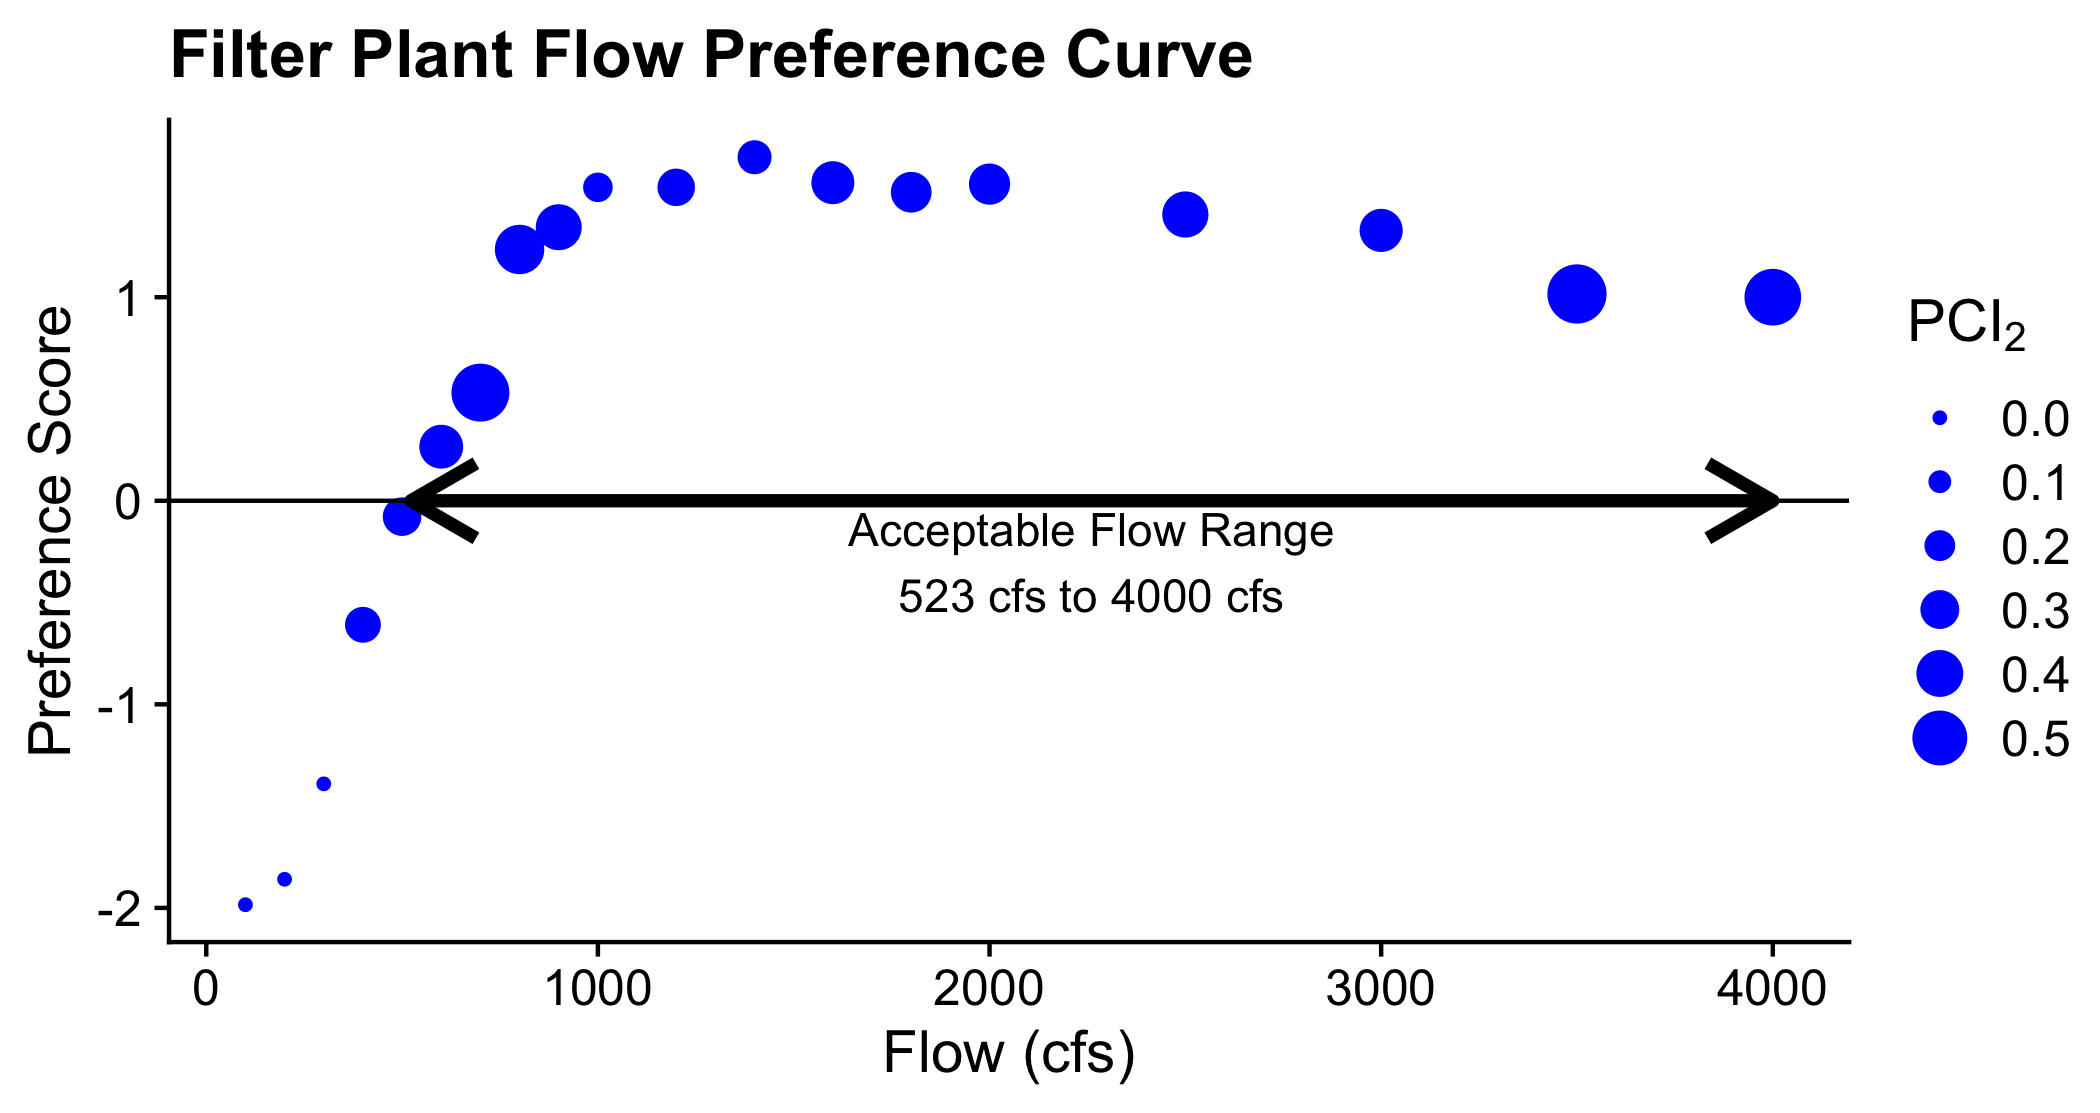 Filter Plant Flow Preference Curve
Preference Score
1
0
-1
-2
Acceptable Flow Range
523 cfs to 4000 cfs
0 1000 2000 3000 4000
Flow (cfs)
PCI₂
0.0
0.1
0.2
0.3
0.4
0.5